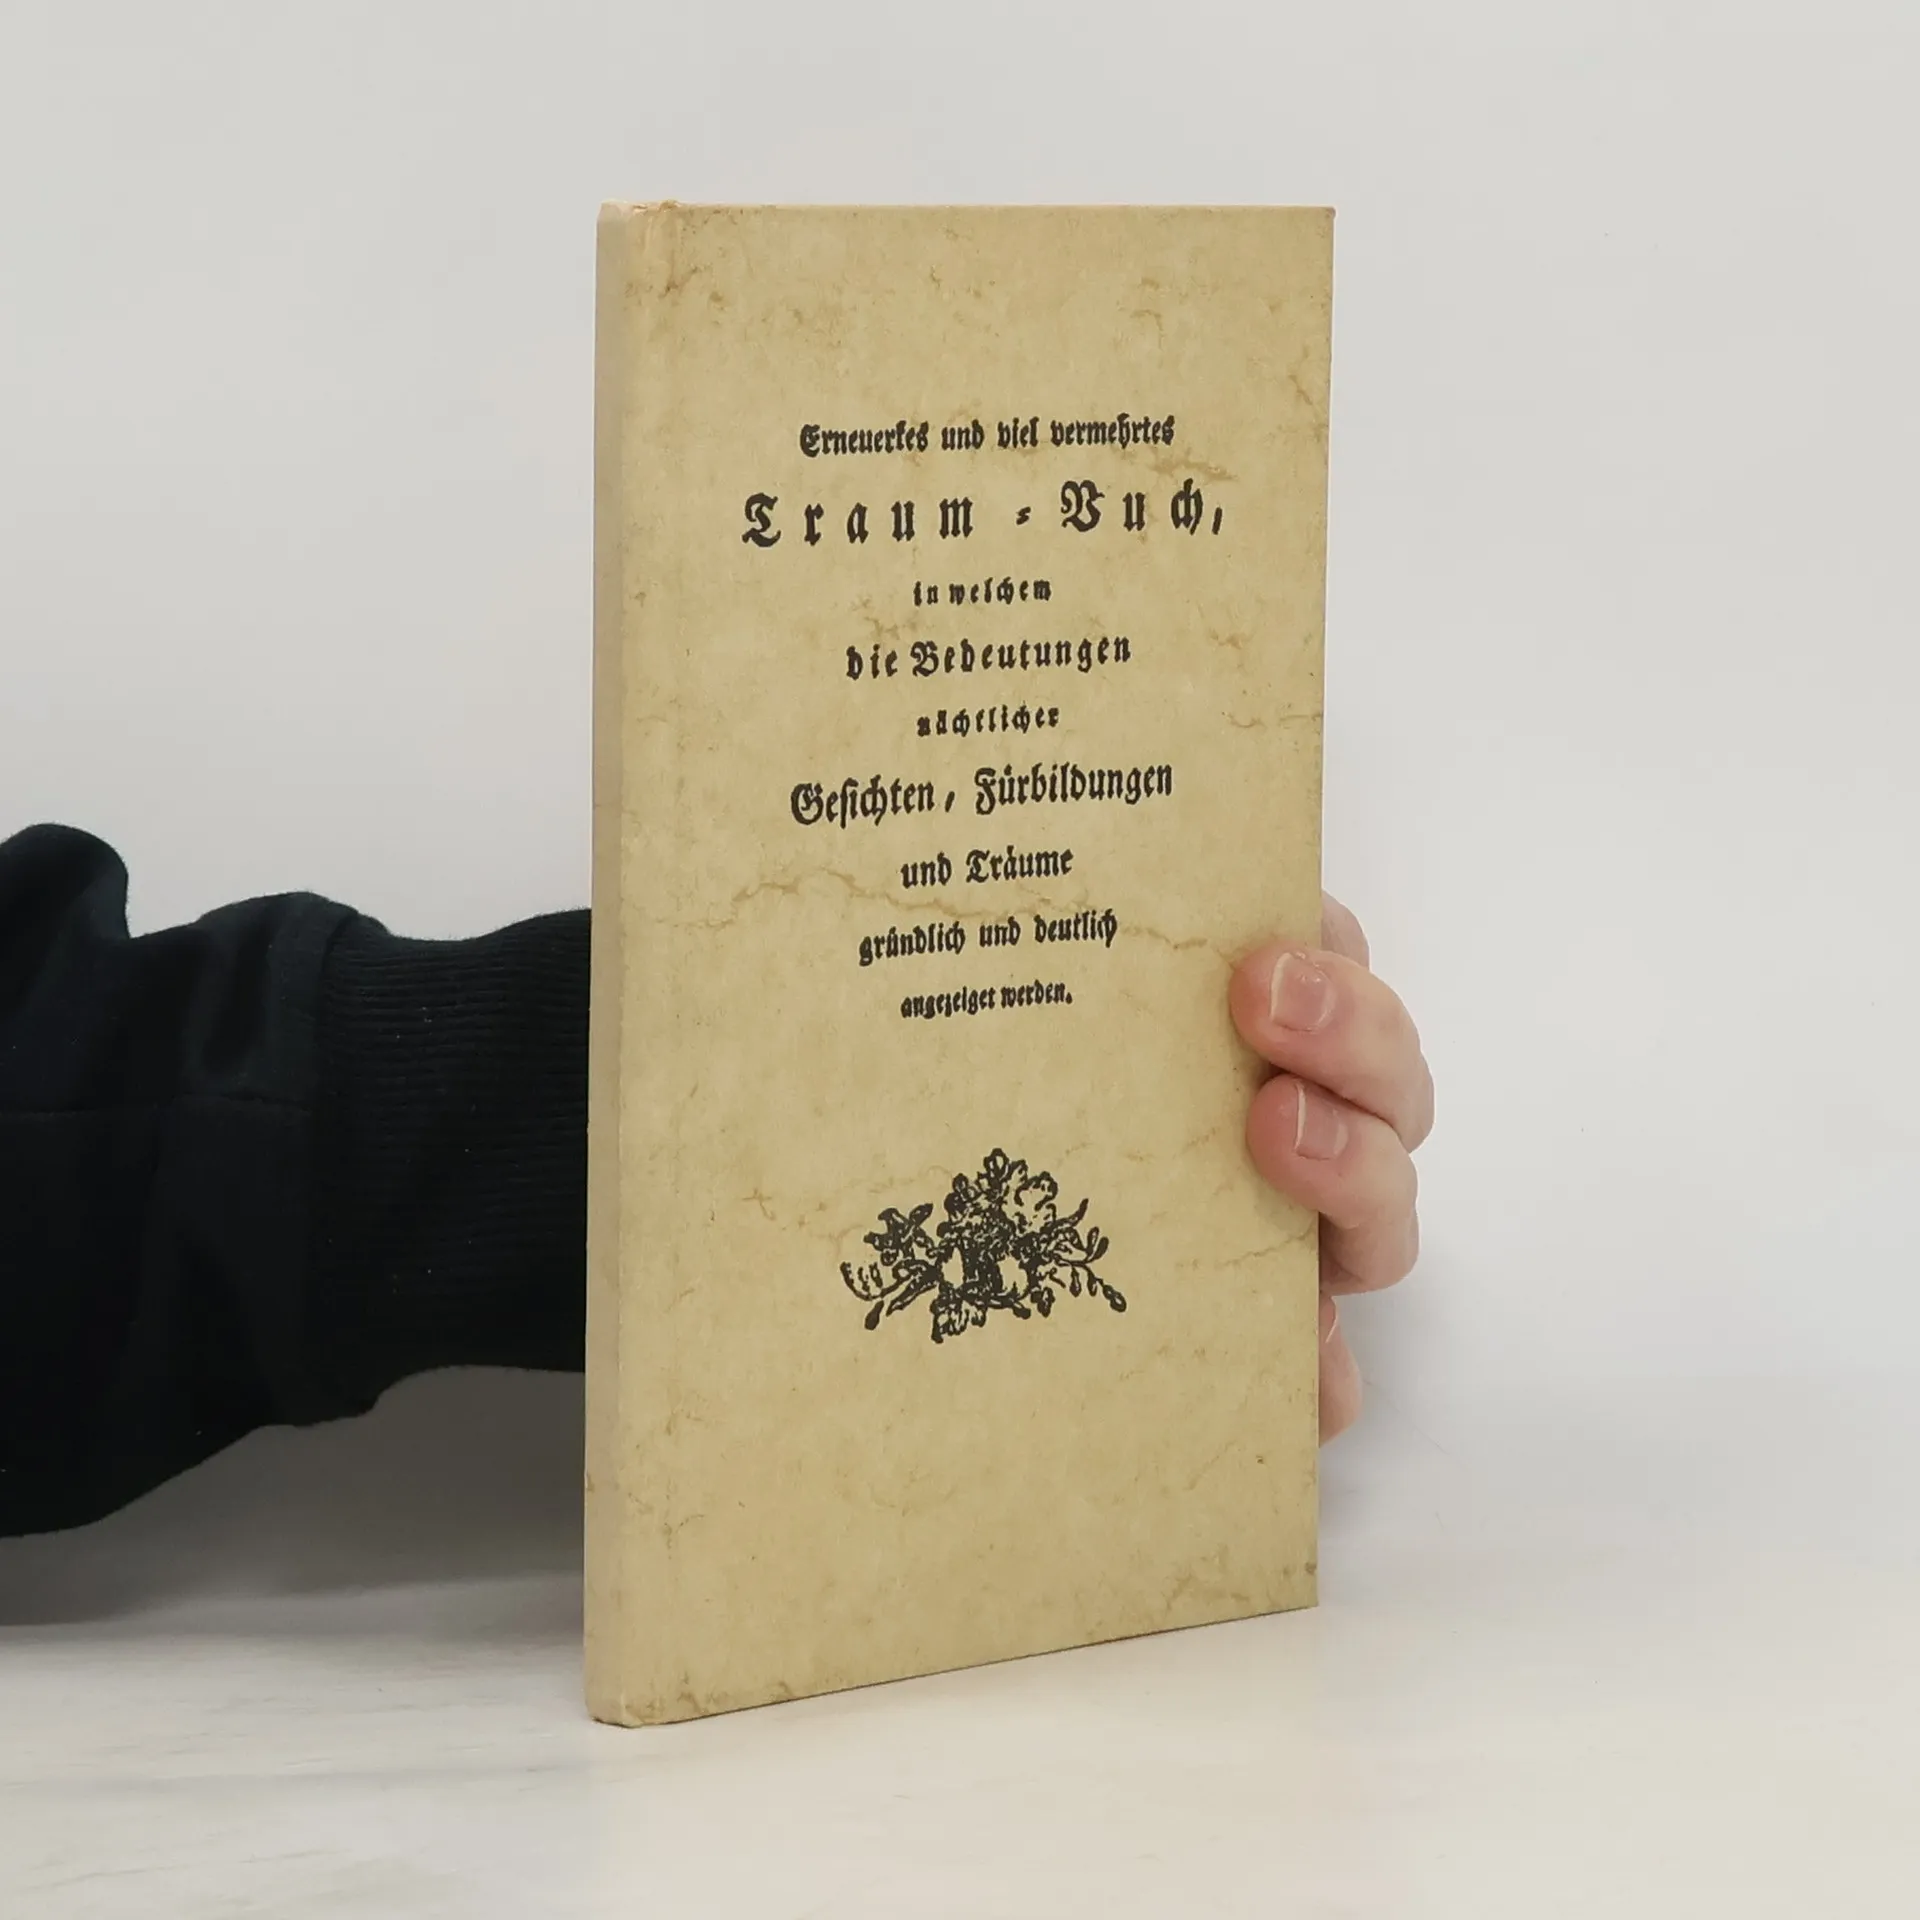 Erneuertes und viel vermehrtes
Traum-Buch,
in welchem
die Bedeutungen
nächtlicher
Gesichten, Fürbildungen
und Träume
gründlich und deutlich
angezeiget werden.